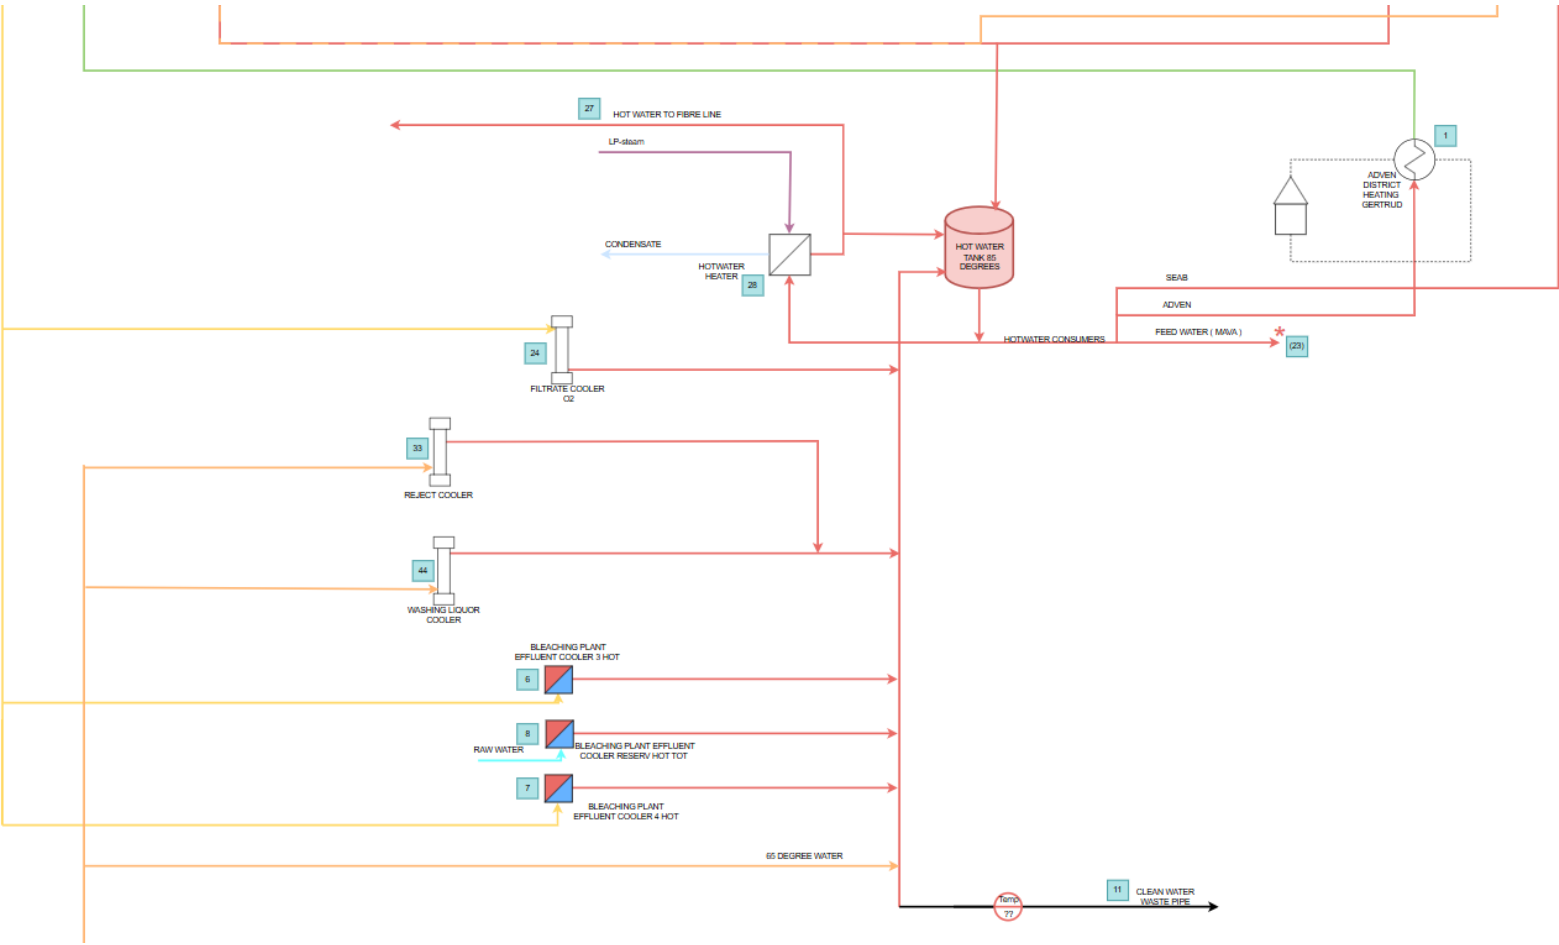 27
HOT WATER TO FIBRE LINE
LP-steam
1
ADVEN
DISTRICT
HEATING
GERTRUD
CONDENSATE
HOTWATER
HEATER
28
HOT WATER
TANK 85
DEGREES
SEAB
ADVEN
FEED WATER ( MAVA )
*
(23)
HOTWATER CONSUMERS
24
FILTRATE COOLER
O2
33
REJECT COOLER
44
WASHING LIQUOR
COOLER
BLEACHING PLANT
EFFLUENT COOLER 3 HOT
6
8
RAW WATER
BLEACHING PLANT EFFLUENT
COOLER RESERV HOT TOT
7
BLEACHING PLANT
EFFLUENT COOLER 4 HOT
65 DEGREE WATER
11
CLEAN WATER
WASTE PIPE
Temp
??